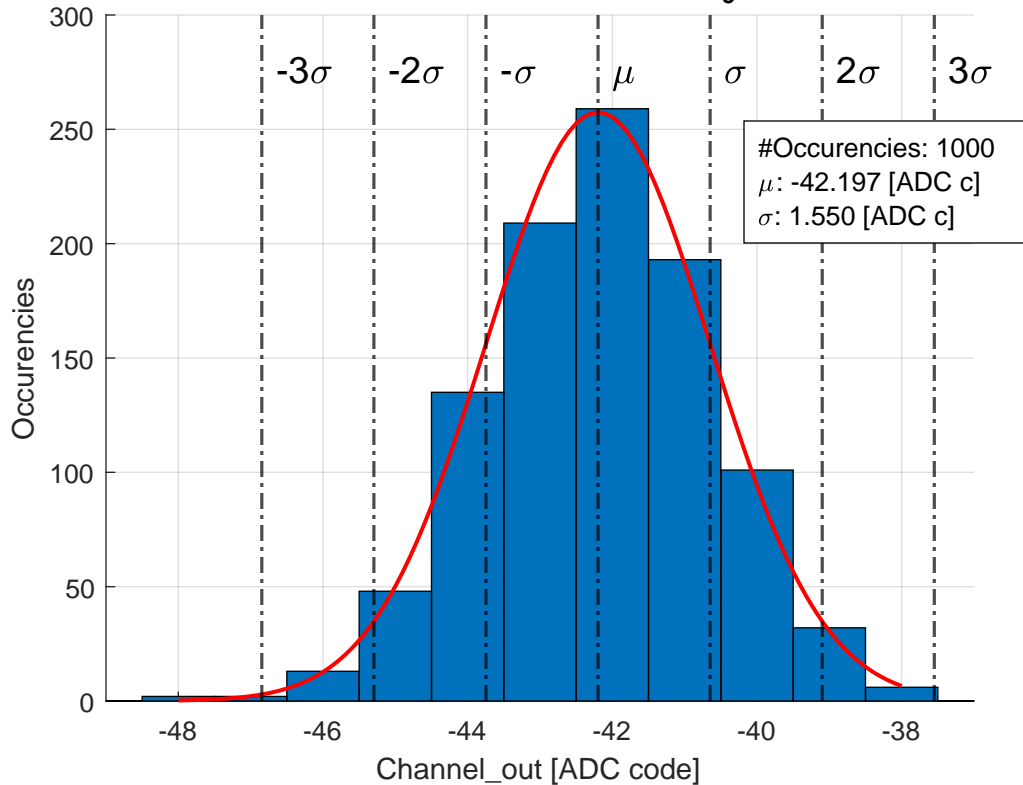 300
250
200
150
100
50
0
Occurencies
-3σ -2σ -σ μ σ 2σ 3σ
#Occurencies: 1000
μ: -42.197 [ADC c]
σ: 1.550 [ADC c]
-48 -46 -44 -42 -40 -38
Channel_out [ADC code]